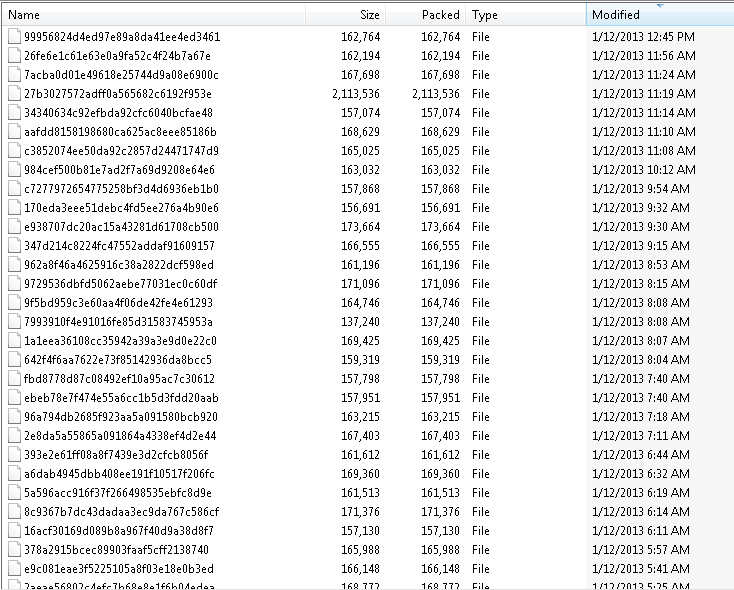 Name Size Packed Type Modified
99956824d4ed97e89a8da41ee4ed3461 162,764 162,764 File 1/12/2013 12:45 PM
26fe6e1c61e63e0a9fa52c4f24b7a67e 162,194 162,194 File 1/12/2013 11:56 AM
7acba0d01e49618e25744d9a08e6900c 167,698 167,698 File 1/12/2013 11:24 AM
27b3027572adff0a565682c6192f953e 2,113,536 2,113,536 File 1/12/2013 11:19 AM
34340634c92efbda92cfc6040bcfae48 157,074 157,074 File 1/12/2013 11:14 AM
aafdd8158198680ca625ac8eee85186b 168,629 168,629 File 1/12/2013 11:10 AM
c3852074ee50da92c2857d24471747d9 165,025 165,025 File 1/12/2013 11:08 AM
984cef500b81e7ad2f7a69d9208e64e6 163,032 163,032 File 1/12/2013 10:12 AM
c7277972654775258bf3d4d6936eb1b0 157,868 157,868 File 1/12/2013 9:54 AM
170eda3eee51debc4fd5ee276a4b90e6 156,691 156,691 File 1/12/2013 9:32 AM
e938707dc20ac15a43281d61708cb500 173,664 173,664 File 1/12/2013 9:30 AM
347d214c8224fc47552addaf91609157 166,555 166,555 File 1/12/2013 9:15 AM
962a8f46a4625916c38a2822dcf598ed 161,196 161,196 File 1/12/2013 8:53 AM
9729536dbfd5062aebe77031ec0c60df 171,096 171,096 File 1/12/2013 8:15 AM
9f5bd959c3e60aa4f06de42fe4e61293 164,746 164,746 File 1/12/2013 8:08 AM
7993910f4e91016fe85d31583745953a 137,240 137,240 File 1/12/2013 8:08 AM
1a1eea36108cc35942a39a3e9d0e22c0 169,425 169,425 File 1/12/2013 8:07 AM
642f4f6aa7622e73f85142936da8bcc5 159,319 159,319 File 1/12/2013 8:04 AM
fbd8778d87c08492ef10a95ac7c30612 157,798 157,798 File 1/12/2013 7:40 AM
ebeb78e7f474e55a6cc1b5d3fdd20aab 157,951 157,951 File 1/12/2013 7:40 AM
96a794db2685f923aa5a091580bcb920 163,215 163,215 File 1/12/2013 7:18 AM
2e8da5a55865a091864a4338ef4d2e44 167,403 167,403 File 1/12/2013 7:11 AM
393e2e61ff08a8f7439e3d2cfcb8056f 161,612 161,612 File 1/12/2013 6:44 AM
a6dab4945dbb408ee191f10517f206fc 169,360 169,360 File 1/12/2013 6:32 AM
5a596acc916f37f266498535ebfc8d9e 161,513 161,513 File 1/12/2013 6:19 AM
8c9367b7dc43dadaa3ec9da767c586cf 171,376 171,376 File 1/12/2013 6:14 AM
16acf30169d089b8a967f40d9a38d8f7 157,130 157,130 File 1/12/2013 6:11 AM
378a2915bcec89903faaf5cff2138740 165,988 165,988 File 1/12/2013 5:57 AM
e9c081eae3f5225105a8f03e18e0b3ed 166,148 166,148 File 1/12/2013 5:41 AM
168,772 168,772 File 1/12/2013 5:25 AM